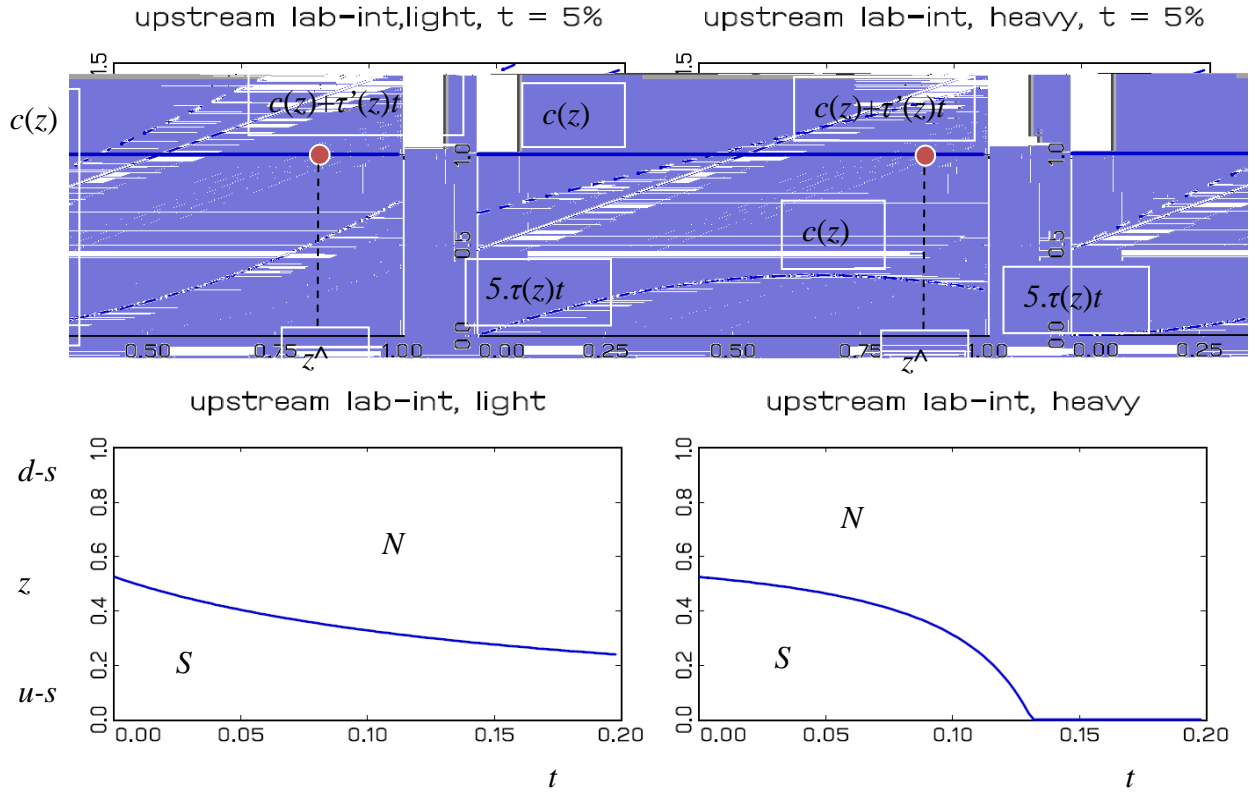 upstream lab-int,light, t = 5%
upstream lab-int, heavy, t = 5%
1.5
1.5
c(z)
c(z)+τ’(z)t
c(z)
c(z)+τ’(z)t
1.0
1.0
c(z)
0.5
0.5
5.τ(z)t
5.τ(z)t
0.0
0.0
0.50
0.75
1.00
0.00
0.25
0.50
0.75
1.00
0.00
0.25
z^
z^
upstream lab-int, light
upstream lab-int, heavy
d-s
z
u-s
1.0
0.8
0.6
0.4
0.2
0.0
N
S
0.00
0.05
0.10
0.15
0.20
t
1.0
0.8
0.6
0.4
0.2
0.0
N
S
0.00
0.05
0.10
0.15
0.20
t